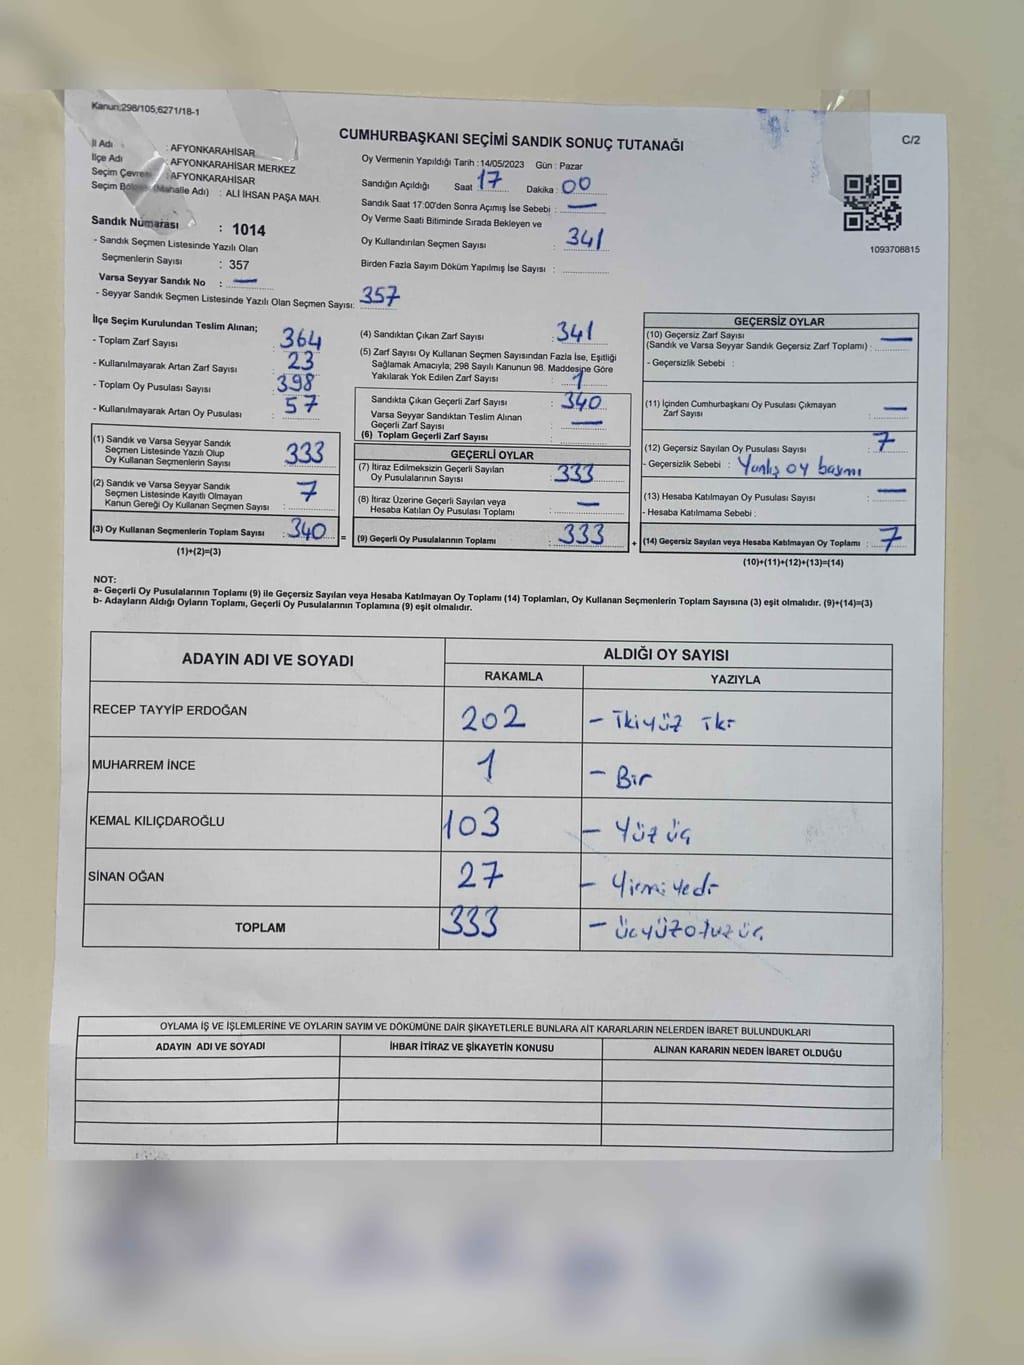 Kanun;298/105;6271/18-1
CUMHURBAŞKANI SEÇİMİ SANDIK SONUÇ TUTANAĞI
C/2
İl Adı : AFYONKARAHİSAR
İlçe Adı : AFYONKARAHİSAR MERKEZ
Seçim Çevresi : AFYONKARAHİSAR
Seçim Bölgesi (Mahalle Adı) : ALİ İHSAN PAŞA MAH.
Sandık Numarası : 1014
- Sandık Seçmen Listesinde Yazılı Olan
Seçmenlerin Sayısı : 357
Varsa Seyyar Sandık No : —
- Seyyar Sandık Seçmen Listesinde Yazılı Olan Seçmen Sayısı: 357
Oy Vermenin Yapıldığı Tarih : 14/05/2023 Gün : Pazar
Sandığın Açıldığı Saat 17 Dakika : 00
Sandık Saat 17:00'den Sonra Açımış İse Sebebi : —
Oy Verme Saati Bitiminde Sırada Bekleyen ve
Oy Kullandırılan Seçmen Sayısı : 341
Birden Fazla Sayım Döküm Yapılmış İse Sayısı :
1093708815
İlçe Seçim Kurulundan Teslim Alınan;
- Toplam Zarf Sayısı : 364
- Kullanılmayarak Artan Zarf Sayısı : 23
- Toplam Oy Pusulası Sayısı : 398
- Kullanılmayarak Artan Oy Pusulası : 57
(1) Sandık ve Varsa Seyyar Sandık
Seçmen Listesinde Yazılı Olup
Oy Kullanan Seçmenlerin Sayısı 333
(2) Sandık ve Varsa Seyyar Sandık
Seçmen Listesinde Kayıtlı Olmayan
Kanun Gereği Oy Kullanan Seçmen Sayısı : 7
(3) Oy Kullanan Seçmenlerin Toplam Sayısı : 340 =
(1)+(2)=(3)
(4) Sandıktan Çıkan Zarf Sayısı : 341
(5) Zarf Sayısı Oy Kullanan Seçmen Sayısından Fazla İse, Eşitliği
Sağlamak Amacıyla; 298 Sayılı Kanunun 98. Maddesine Göre
Yakılarak Yok Edilen Zarf Sayısı : 1
Sandıkta Çıkan Geçerli Zarf Sayısı : 340
Varsa Seyyar Sandıktan Teslim Alınan
Geçerli Zarf Sayısı : —
(6) Toplam Geçerli Zarf Sayısı :
GEÇERLİ OYLAR
(7) İtiraz Edilmeksizin Geçerli Sayılan
Oy Pusulalarının Sayısı : 333
(8) İtiraz Üzerine Geçerli Sayılan veya
Hesaba Katılan Oy Pusulası Toplamı : —
(9) Geçerli Oy Pusulalarının Toplamı : 333 +
GEÇERSİZ OYLAR
(10) Geçersiz Zarf Sayısı —
(Sandık ve Varsa Seyyar Sandık Geçersiz Zarf Toplamı) :
- Geçersizlik Sebebi :
(11) İçinden Cumhurbaşkanı Oy Pusulası Çıkmayan
Zarf Sayısı : —
(12) Geçersiz Sayılan Oy Pusulası Sayısı : 7
- Geçersizlik Sebebi : Yanlış oy basımı
(13) Hesaba Katılmayan Oy Pusulası Sayısı : —
- Hesaba Katılmama Sebebi :
(14) Geçersiz Sayılan veya Hesaba Katılmayan Oy Toplamı : 7
(10)+(11)+(12)+(13)=(14)
NOT:
a- Geçerli Oy Pusulalarının Toplamı (9) ile Geçersiz Sayılan veya Hesaba Katılmayan Oy Toplamı (14) Toplamları, Oy Kullanan Seçmenlerin Toplam Sayısına (3) eşit olmalıdır. (9)+(14)=(3)
b- Adayların Aldığı Oyların Toplamı, Geçerli Oy Pusulalarının Toplamına (9) eşit olmalıdır.
ADAYIN ADI VE SOYADI ALDIĞI OY SAYISI
RAKAMLA YAZIYLA
RECEP TAYYİP ERDOĞAN 202 – İkiyüz iki
MUHARREM İNCE 1 – Bir
KEMAL KILIÇDAROĞLU 103 – Yüz üç
SİNAN OĞAN 27 – Yirmi yedi
TOPLAM 333 – üçyüzotuz üç
OYLAMA İŞ VE İŞLEMLERİNE VE OYLARIN SAYIM VE DÖKÜMÜNE DAİR ŞİKAYETLERLE BUNLARA AİT KARARLARIN NELERDEN İBARET BULUNDUKLARI
ADAYIN ADI VE SOYADI İHBAR İTİRAZ VE ŞİKAYETİN KONUSU ALINAN KARARIN NEDEN İBARET OLDUĞU